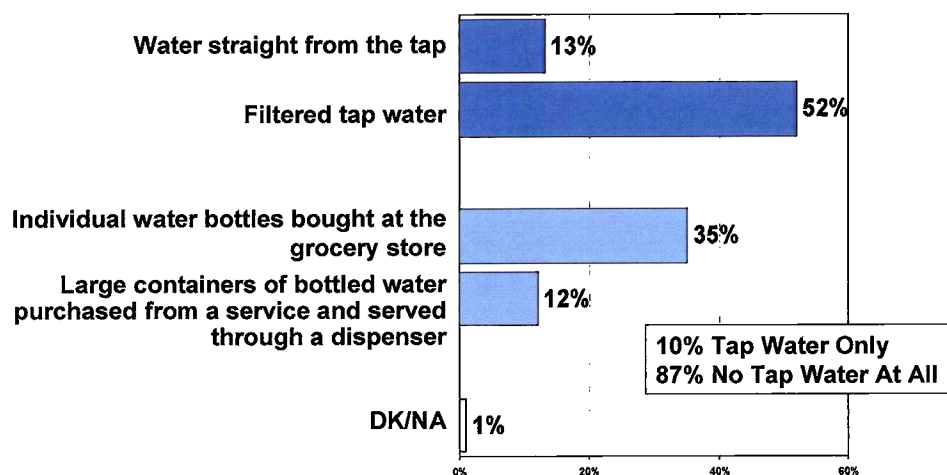 Water straight from the tap
13%
Filtered tap water
52%
Individual water bottles bought at the
grocery store
35%
Large containers of bottled water
purchased from a service and served
through a dispenser
12%
10% Tap Water Only
87% No Tap Water At All
DK/NA
1%
0% 20% 40% 60%